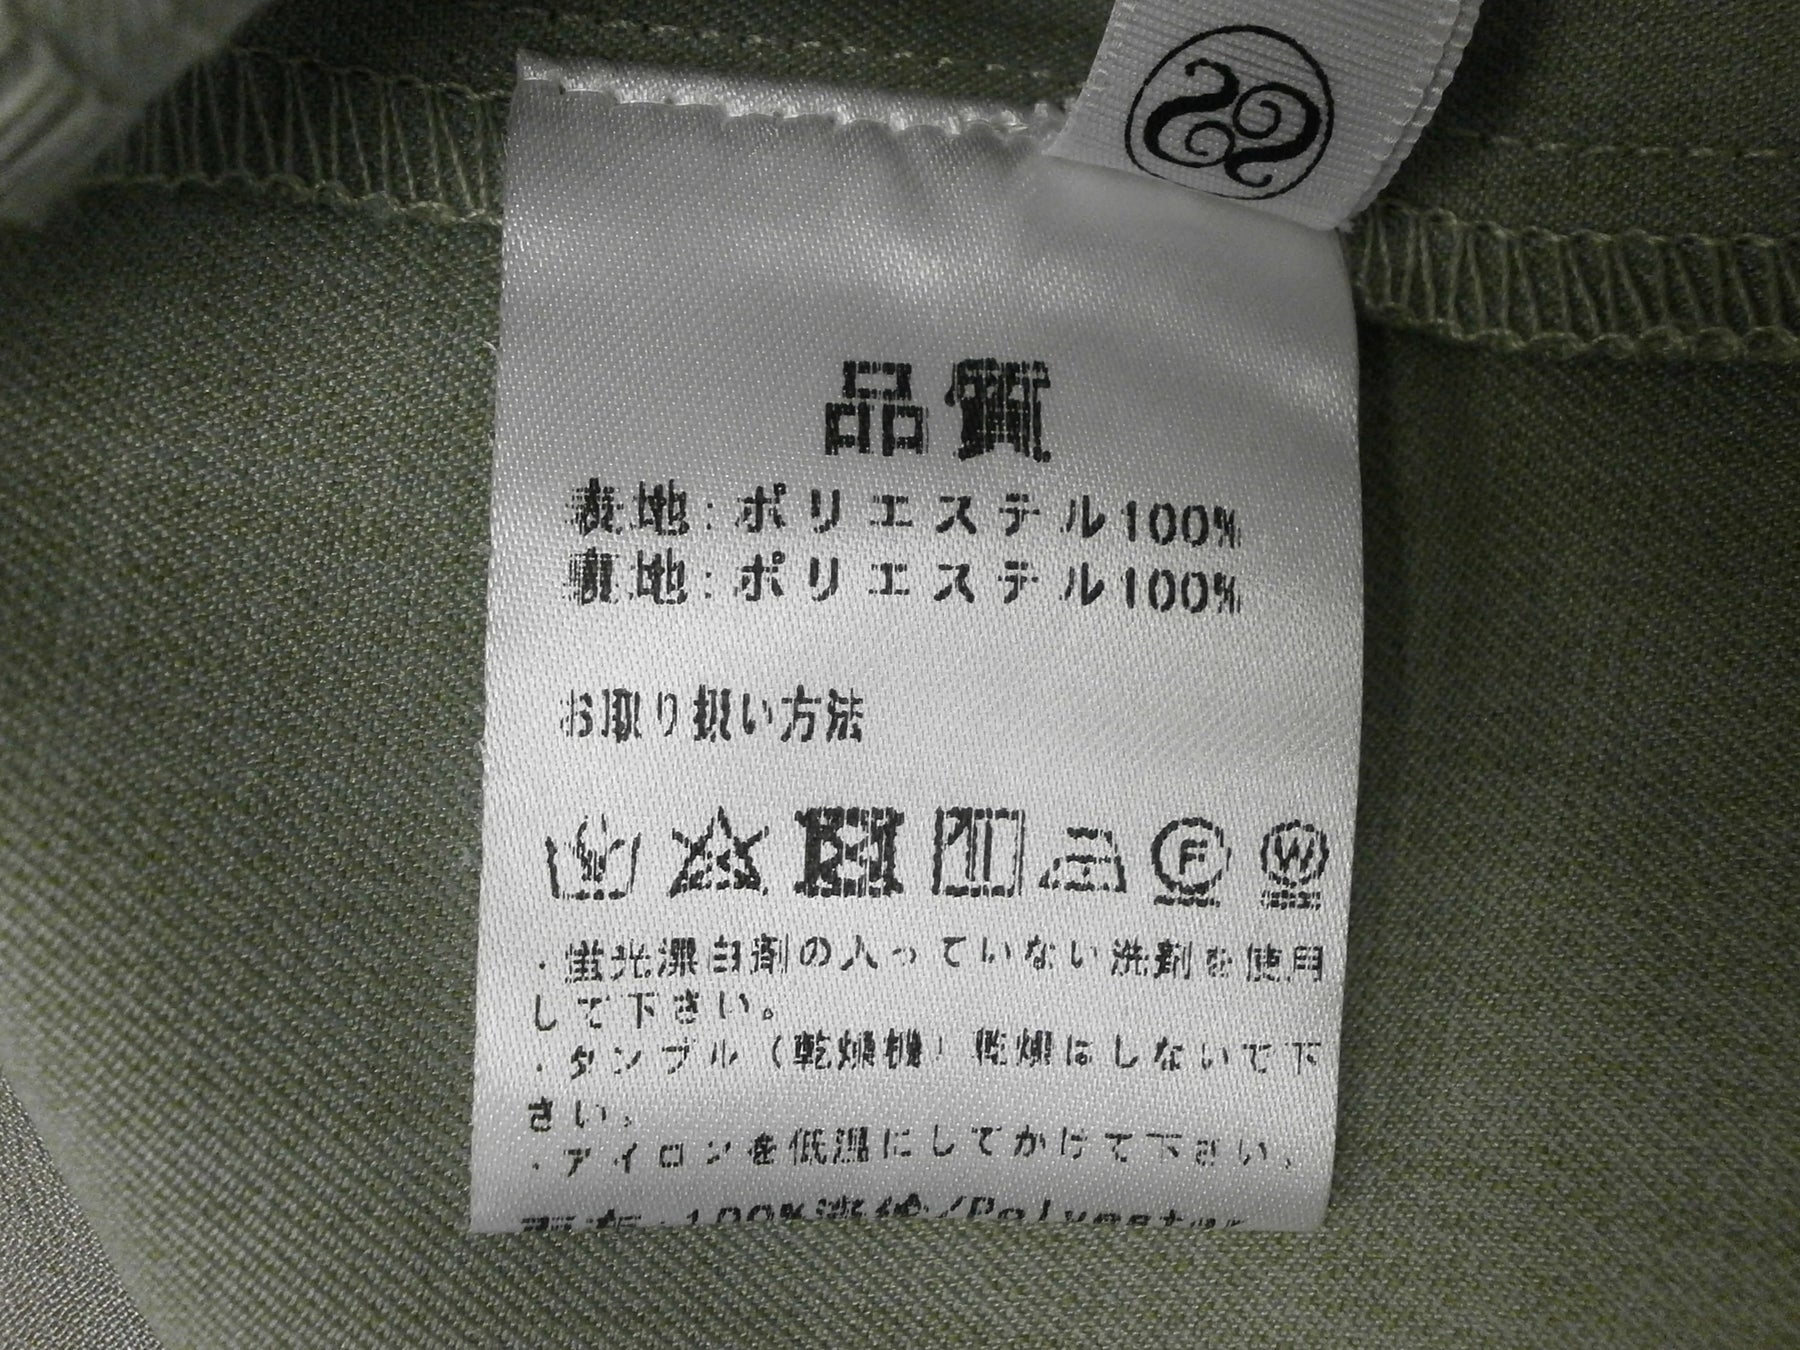 品質
表地:ポリエステル100%
裏地:ポリエステル100%
お取り扱い方法
F W
・蛍光漂白剤の入っていない洗剤を使用
して下さい。
・タンブル(乾燥機)乾燥はしないで下
さい。
・アイロンを低温にしてかけて下さい。
100% /Polyester